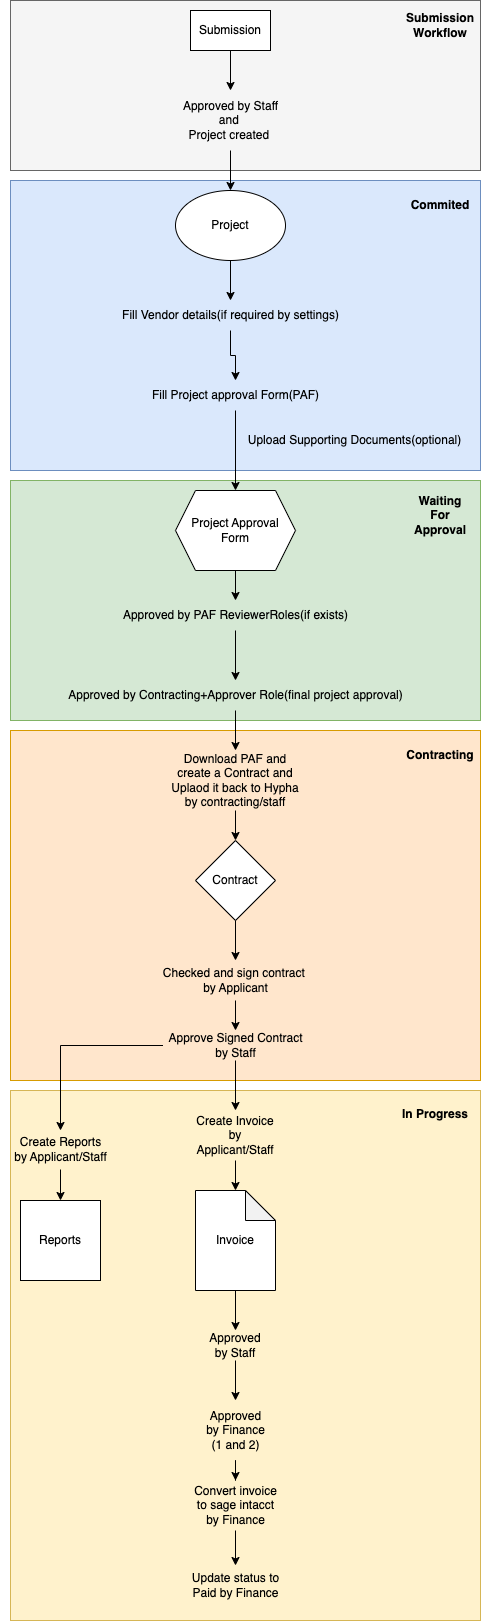 Submission
Workflow
Submission
Approved by Staff
and
Project created
Commited
Project
Fill Vendor details(if required by settings)
Fill Project approval Form(PAF)
Upload Supporting Documents(optional)
Waiting
For
Approval
Project Approval
Form
Approved by PAF ReviewerRoles(if exists)
Approved by Contracting+Approver Role(final project approval)
Contracting
Download PAF and
create a Contract and
Uplaod it back to Hypha
by contracting/staff
Contract
Checked and sign contract
by Applicant
Approve Signed Contract
by Staff
In Progress
Create Invoice
by
Applicant/Staff
Create Reports
by Applicant/Staff
Reports
Invoice
Approved
by Staff
Approved
by Finance
(1 and 2)
Convert invoice
to sage intacct
by Finance
Update status to
Paid by Finance